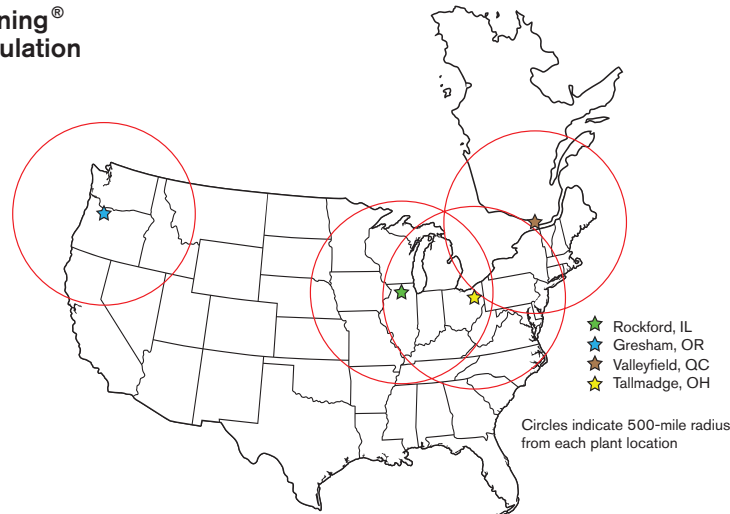 ning®
ulation
Rockford, IL
Gresham, OR
Valleyfield, QC
Tallmadge, OH
Circles indicate 500-mile radius
from each plant location